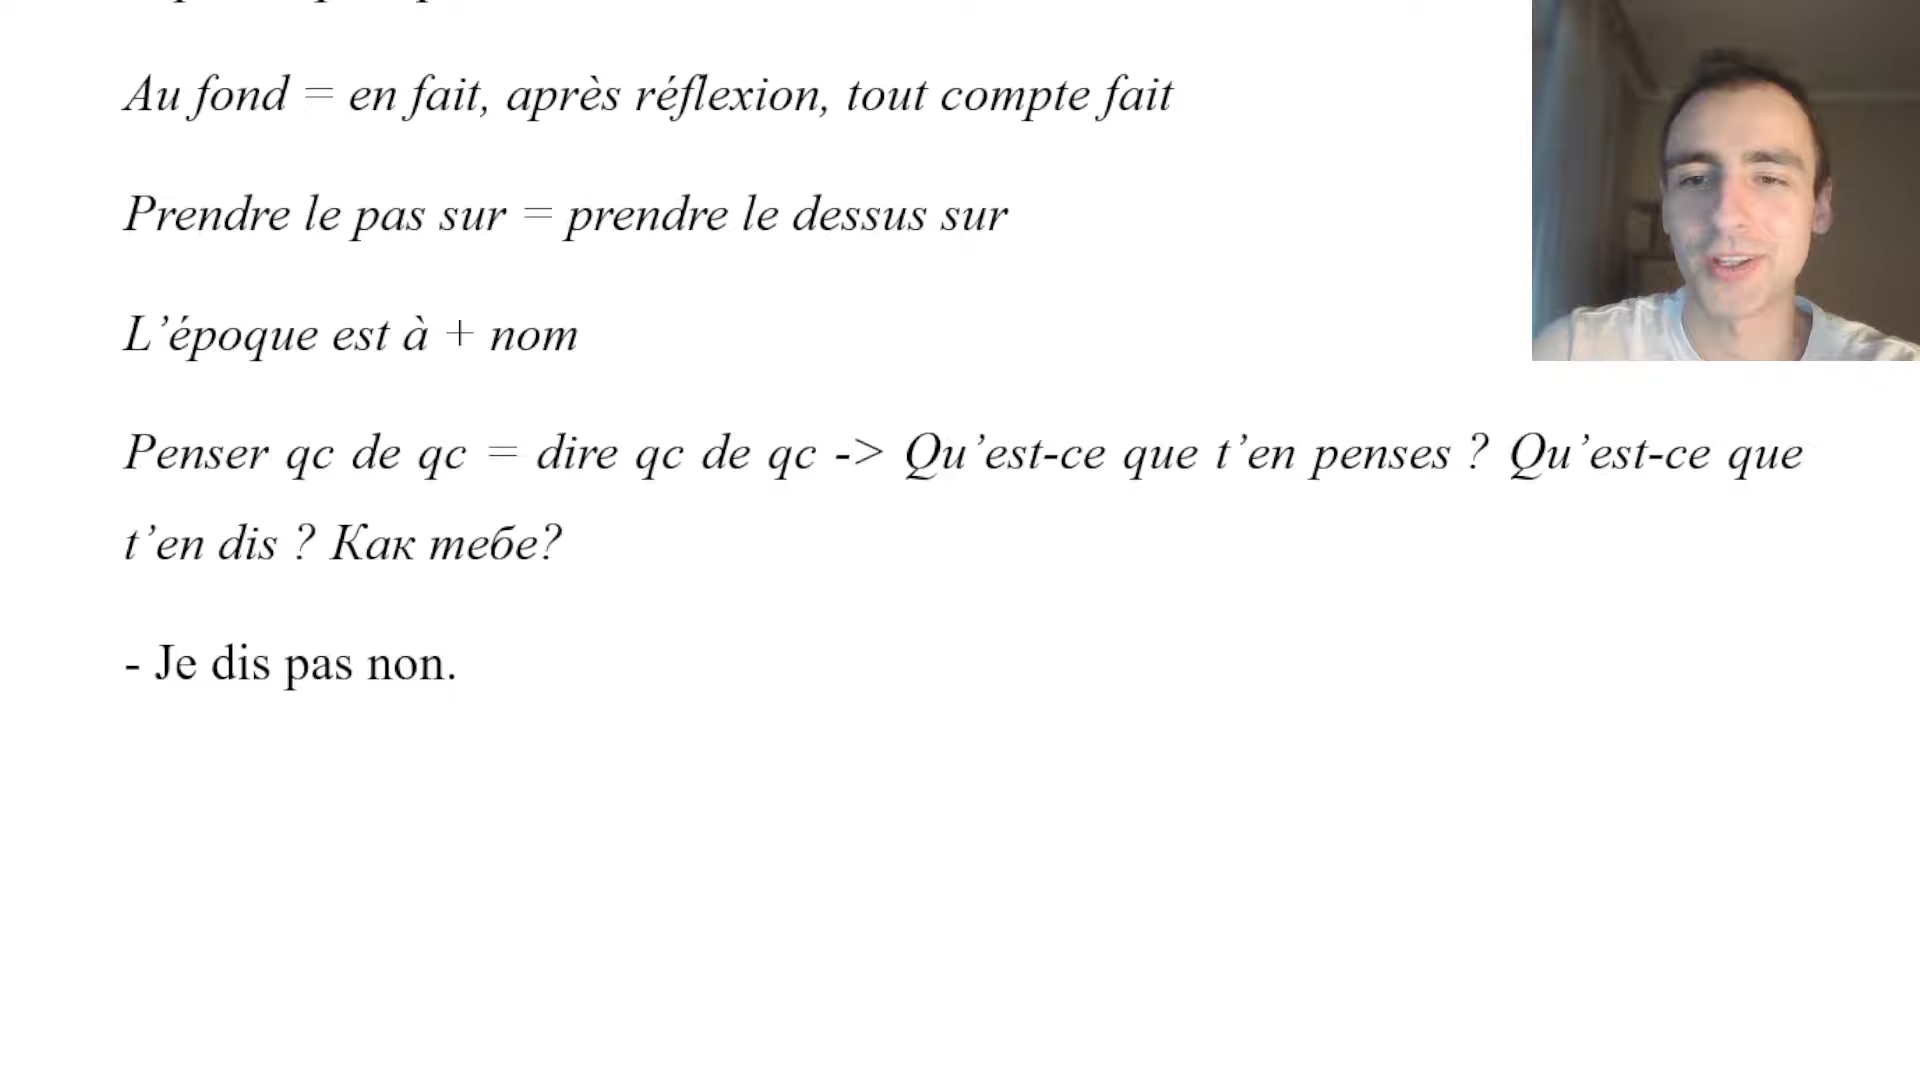 Au fond = en fait, après réflexion, tout compte fait
Prendre le pas sur = prendre le dessus sur
L’époque est à + nom
Penser qc de qc = dire qc de qc -> Qu’est-ce que t’en penses ? Qu’est-ce que
t’en dis ? Как тебе?
- Je dis pas non.